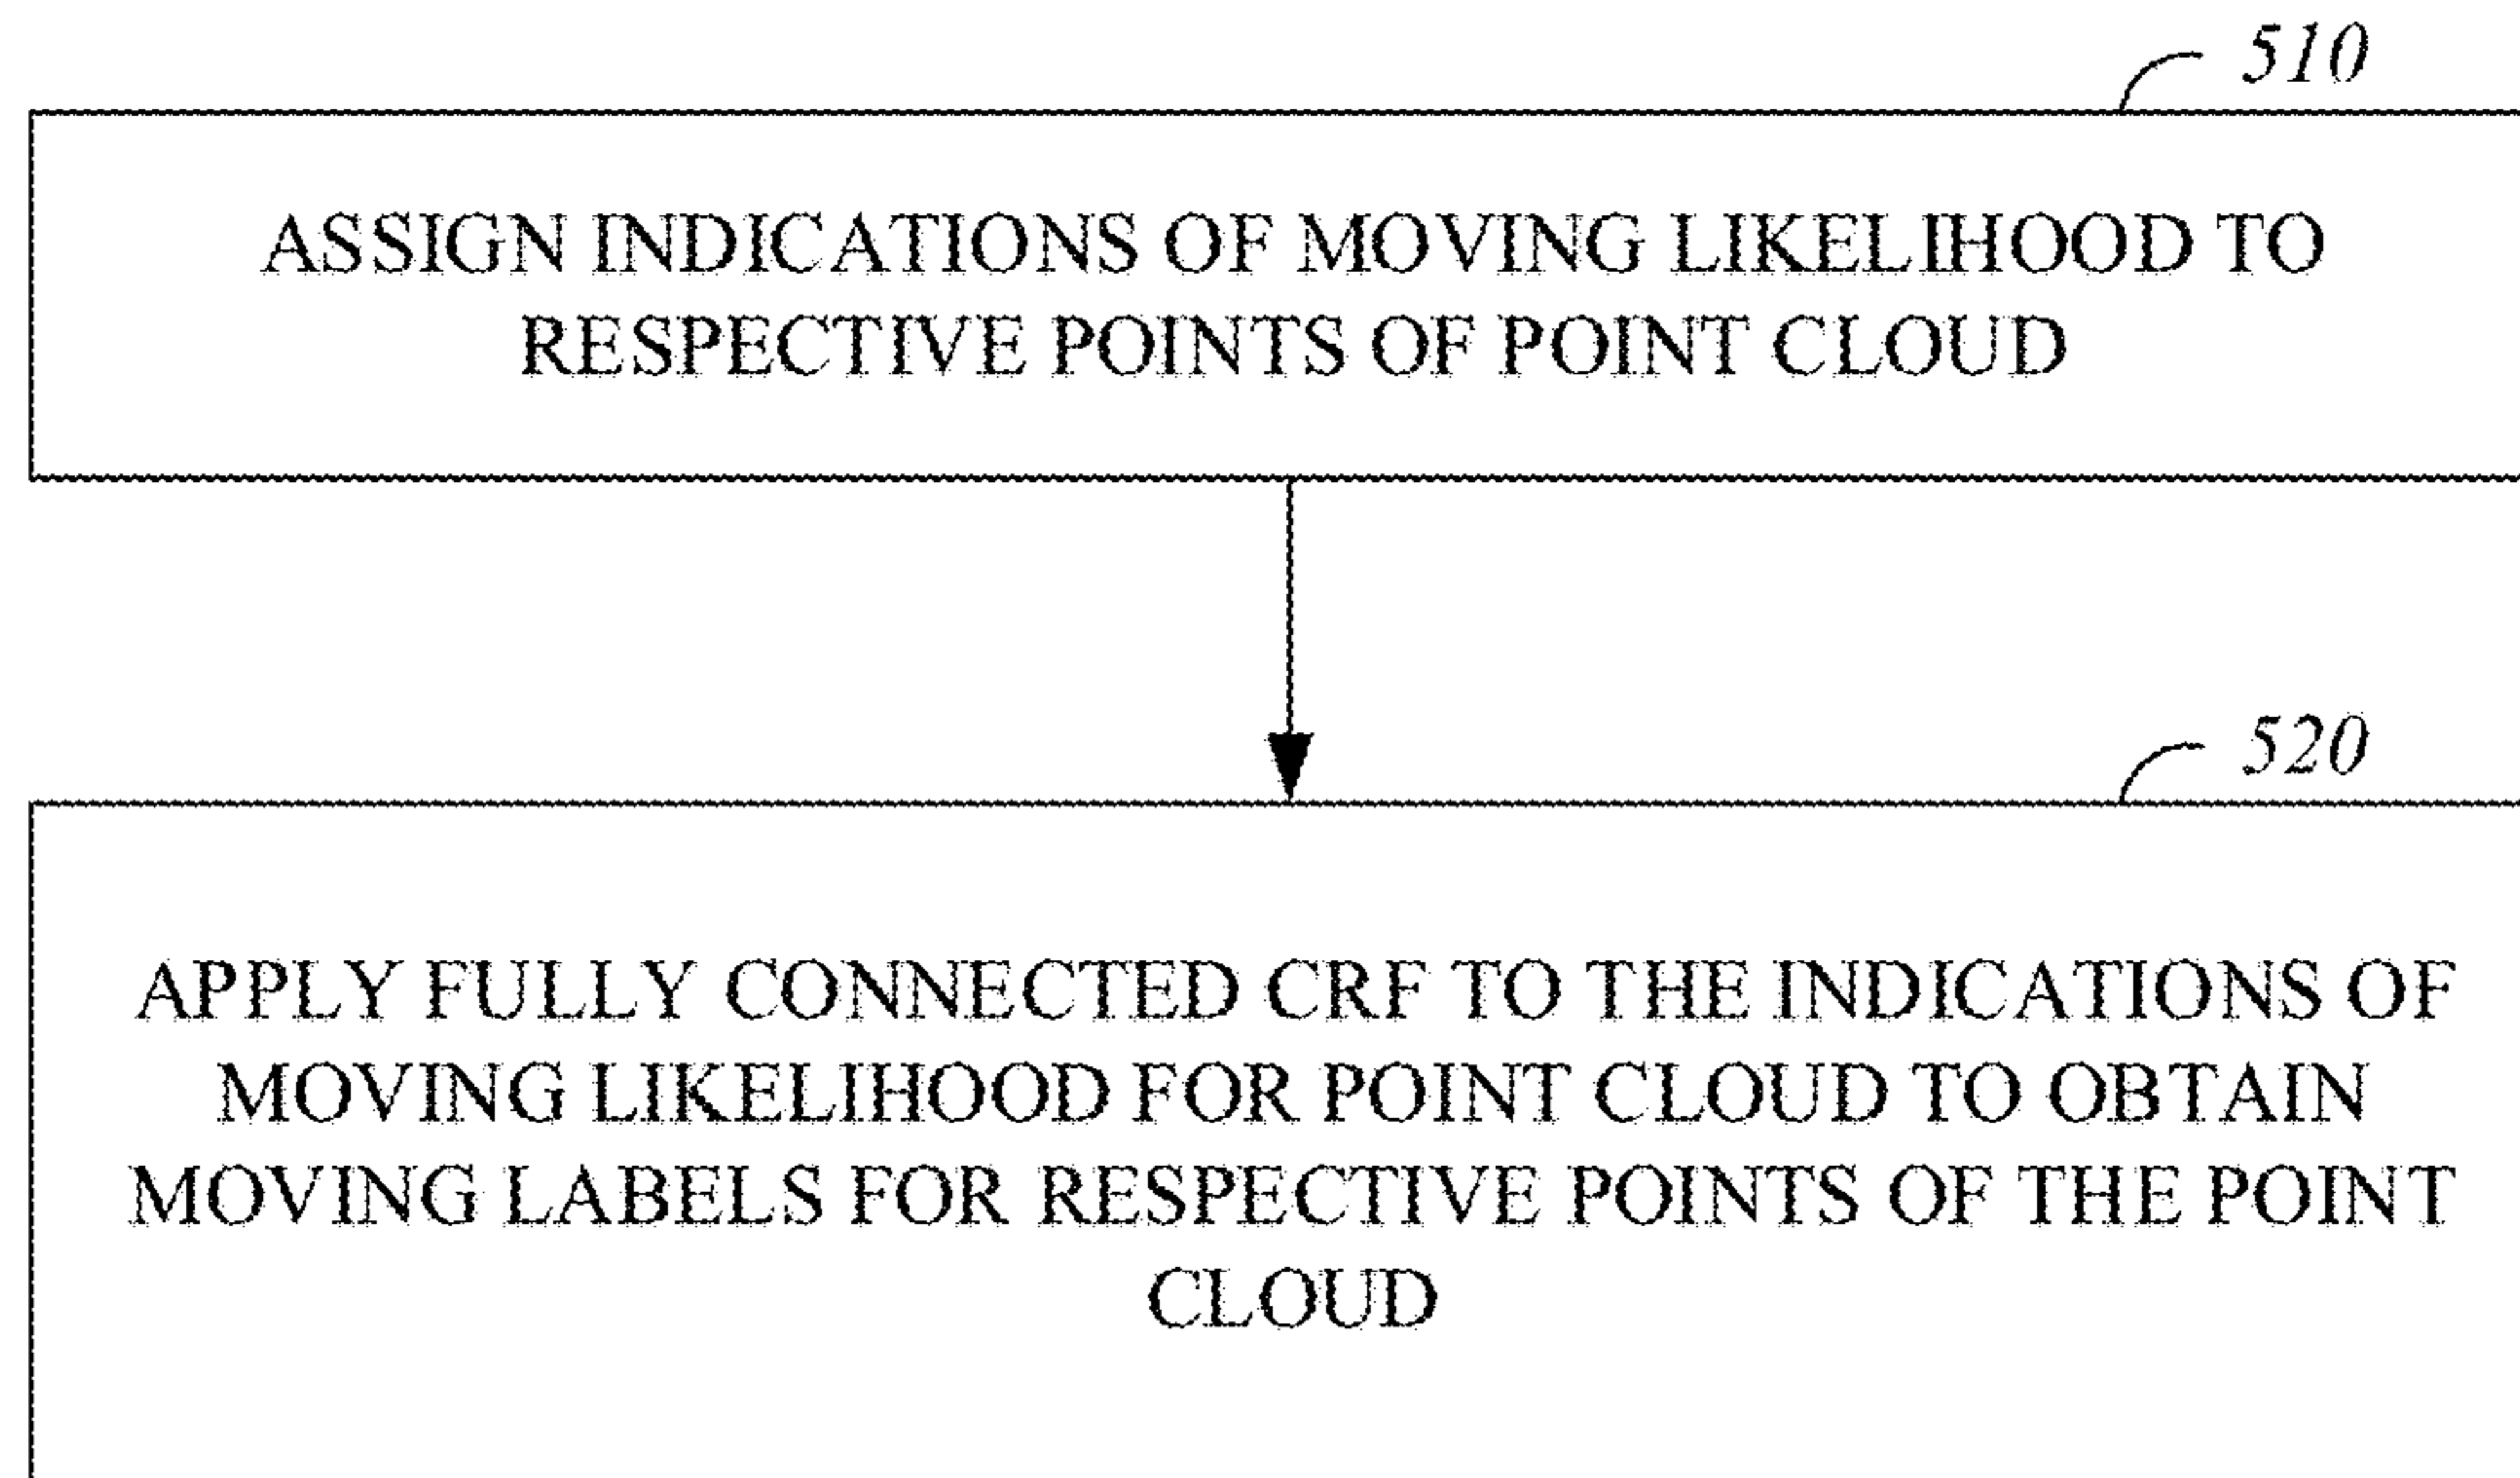 510
ASSIGN INDICATIONS OF MOVING LIKELIHOOD TO
RESPECTIVE POINTS OF POINT CLOUD
520
APPLY FULLY CONNECTED CRF TO THE INDICATIONS OF
MOVING LIKELIHOOD FOR POINT CLOUD TO OBTAIN
MOVING LABELS FOR RESPECTIVE POINTS OF THE POINT
CLOUD